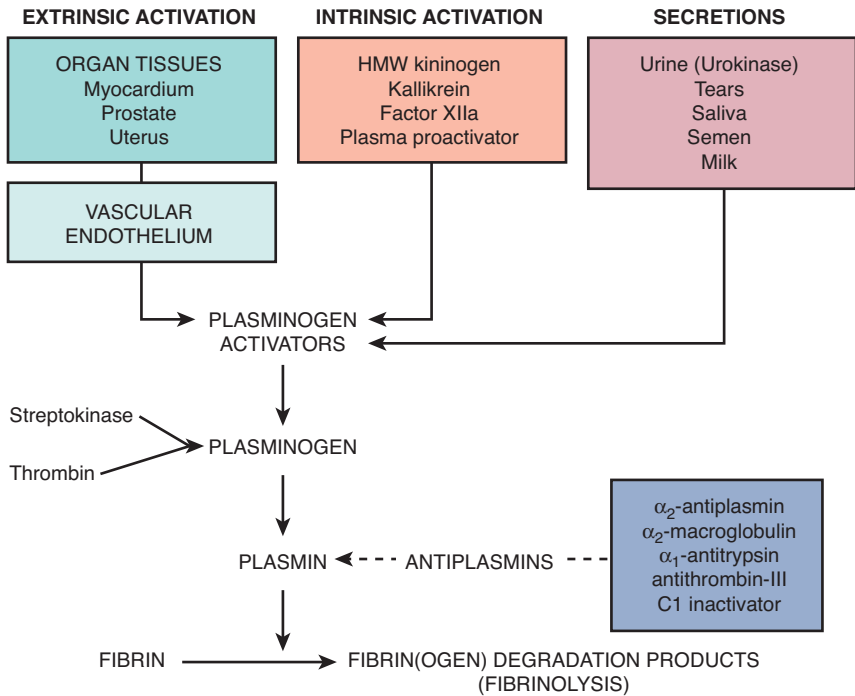 EXTRINSIC ACTIVATION
ORGAN TISSUES
Myocardium
Prostate
Uterus
VASCULAR
ENDOTHELIUM
INTRINSIC ACTIVATION
HMW kininogen
Kallikrein
Factor XIIa
Plasma proactivator
SECRETIONS
Urine (Urokinase)
Tears
Saliva
Semen
Milk
PLASMINOGEN
ACTIVATORS
Streptokinase
Thrombin
PLASMINOGEN
PLASMIN
ANTIPLASMINS
α₂-antiplasmin
α₂-macroglobulin
α₁-antitrypsin
antithrombin-III
C1 inactivator
FIBRIN
FIBRIN(OGEN) DEGRADATION PRODUCTS
(FIBRINOLYSIS)